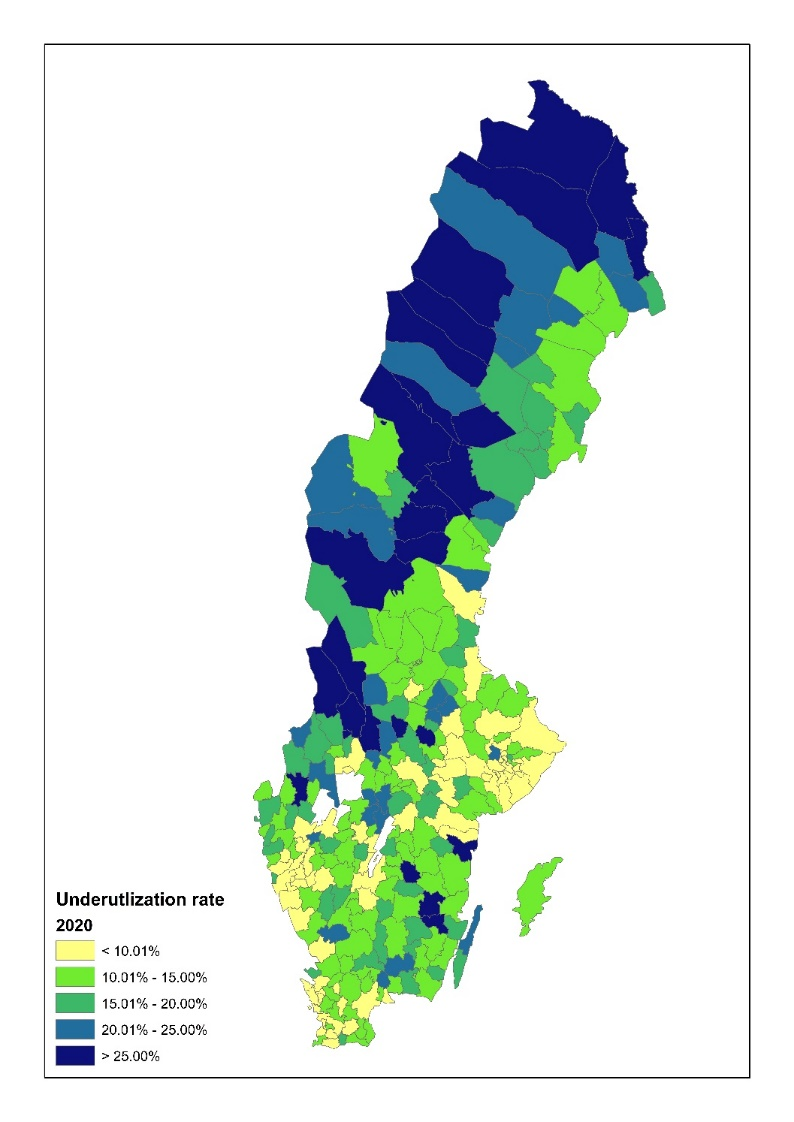 Underutlization rate
2020
< 10.01%
10.01% - 15.00%
15.01% - 20.00%
20.01% - 25.00%
> 25.00%